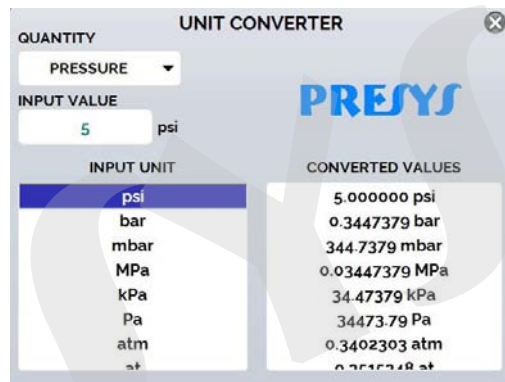 UNIT CONVERTER
QUANTITY
PRESSURE
INPUT VALUE
5 psi
PRESYS
INPUT UNIT
psi
bar
mbar
MPa
kPa
Pa
atm
at
CONVERTED VALUES
5.000000 psi
0.3447379 bar
344.7379 mbar
0.03447379 MPa
34.47379 kPa
34473.79 Pa
0.3402303 atm
at